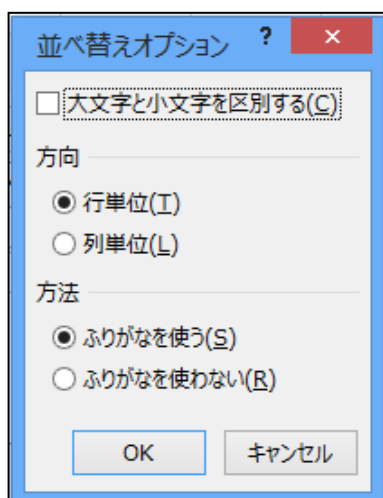 並べ替えオプション ? ×
大文字と小文字を区別する(C)
方向
行単位(T)
列単位(L)
方法
ふりがなを使う(S)
ふりがなを使わない(R)
OK キャンセル